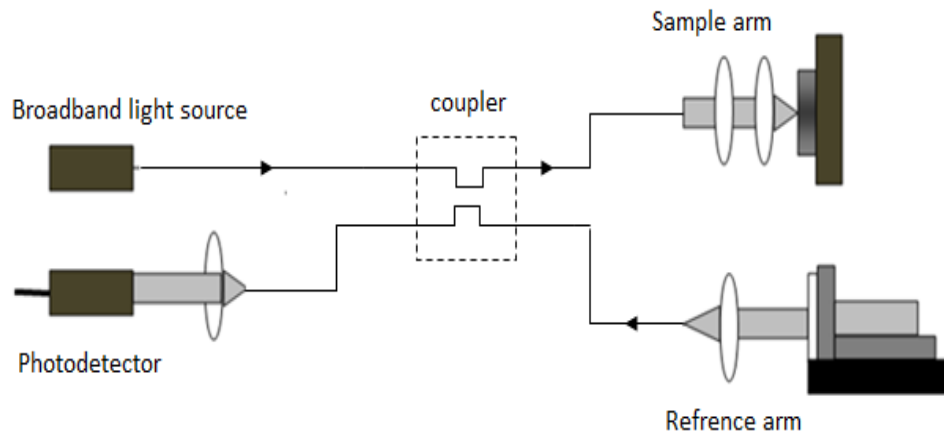 Sample arm
Broadband light source
coupler
Photodetector
Refrence arm